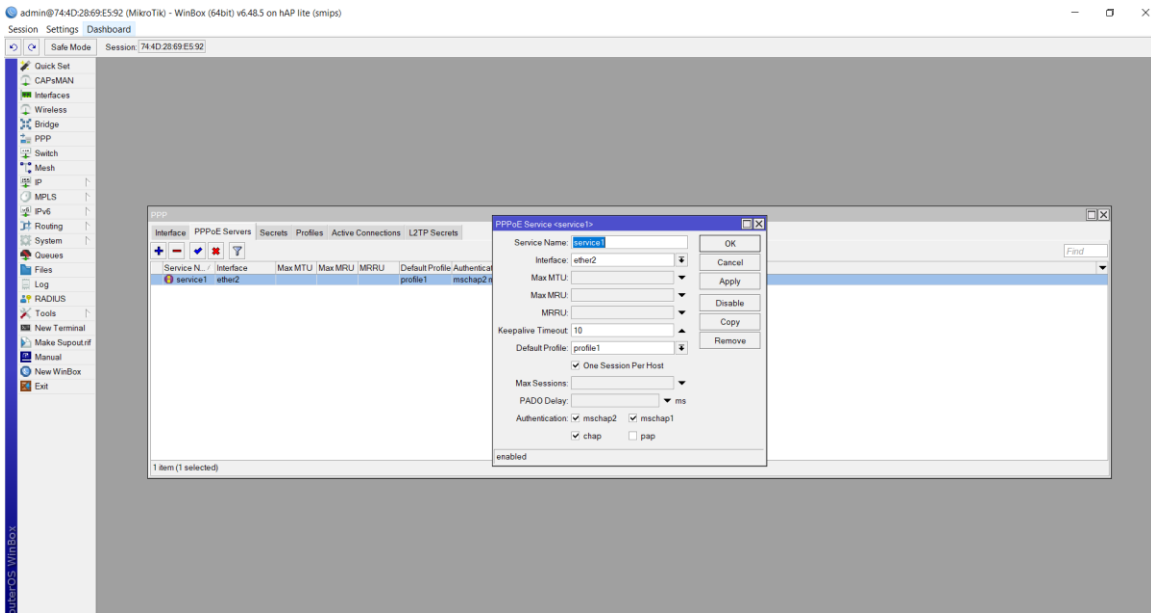 admin@74:4D:28:69:E5:92 (MikroTik) - WinBox (64bit) v6.48.5 on hAP lite (smips)
Session Settings Dashboard
Safe Mode Session: 74:4D:28:69:E5:92
Quick Set
CAPsMAN
Interfaces
Wireless
Bridge
PPP
Switch
Mesh
IP
MPLS
IPv6
Routing
System
Queues
Files
Log
RADIUS
Tools
New Terminal
Make Supout.rif
Manual
New WinBox
Exit
PPP
Interface PPPoE Servers Secrets Profiles Active Connections L2TP Secrets
Find
Service N... Interface Max MTU Max MRU MRRU Default Profile Authenticat
service1 ether2 profile1 mschap2 m
1 item (1 selected)
PPPoE Service <service1>
Service Name: service1
Interface: ether2
Max MTU:
Max MRU:
MRRU:
Keepalive Timeout: 10
Default Profile: profile1
One Session Per Host
Max Sessions:
PADO Delay: ms
Authentication: mschap2 mschap1
chap pap
enabled
OK
Cancel
Apply
Disable
Copy
Remove
outerOS WinBox